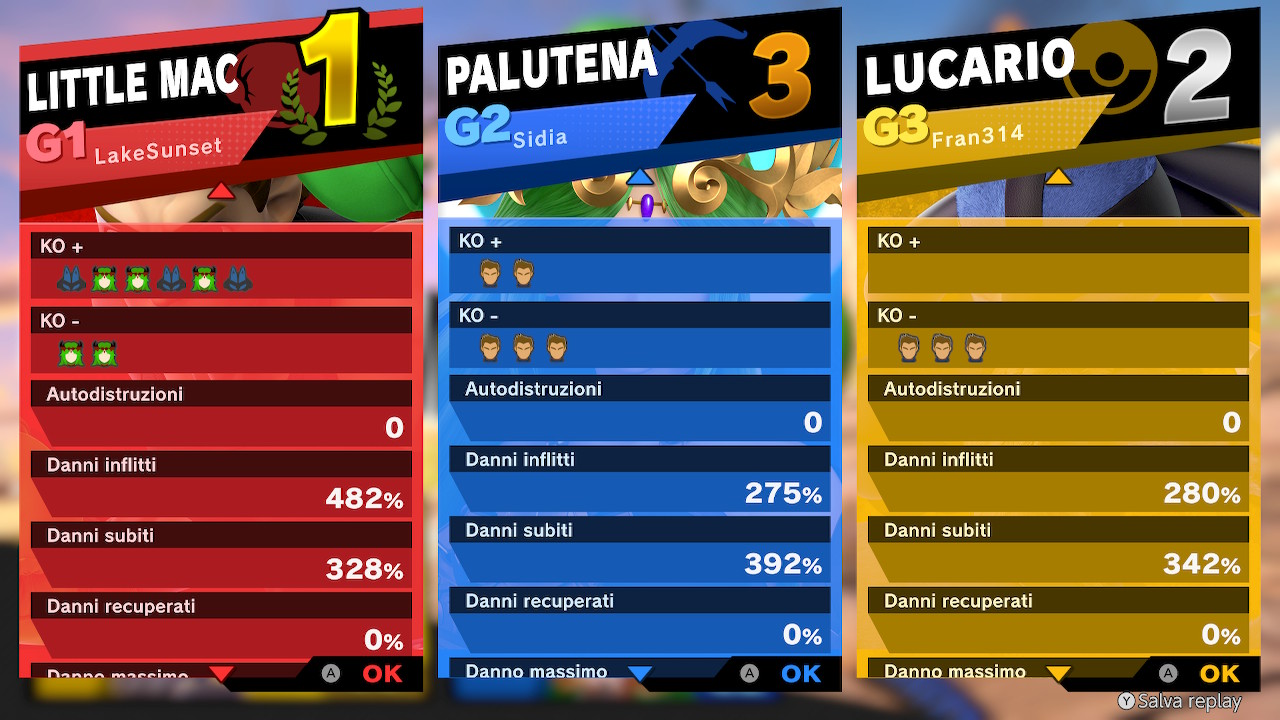 LITTLE MAC 1
G1 LakeSunset
KO +
KO -
Autodistruzioni
0
Danni inflitti
482%
Danni subiti
328%
Danni recuperati
0%
Danno massimo
A OK
PALUTENA 3
G2 Sidia
KO +
KO -
Autodistruzioni
0
Danni inflitti
275%
Danni subiti
392%
Danni recuperati
0%
Danno massimo
A OK
LUCARIO 2
G3 Fran314
KO +
KO -
Autodistruzioni
0
Danni inflitti
280%
Danni subiti
342%
Danni recuperati
0%
Danno massimo
A OK
Y Salva replay